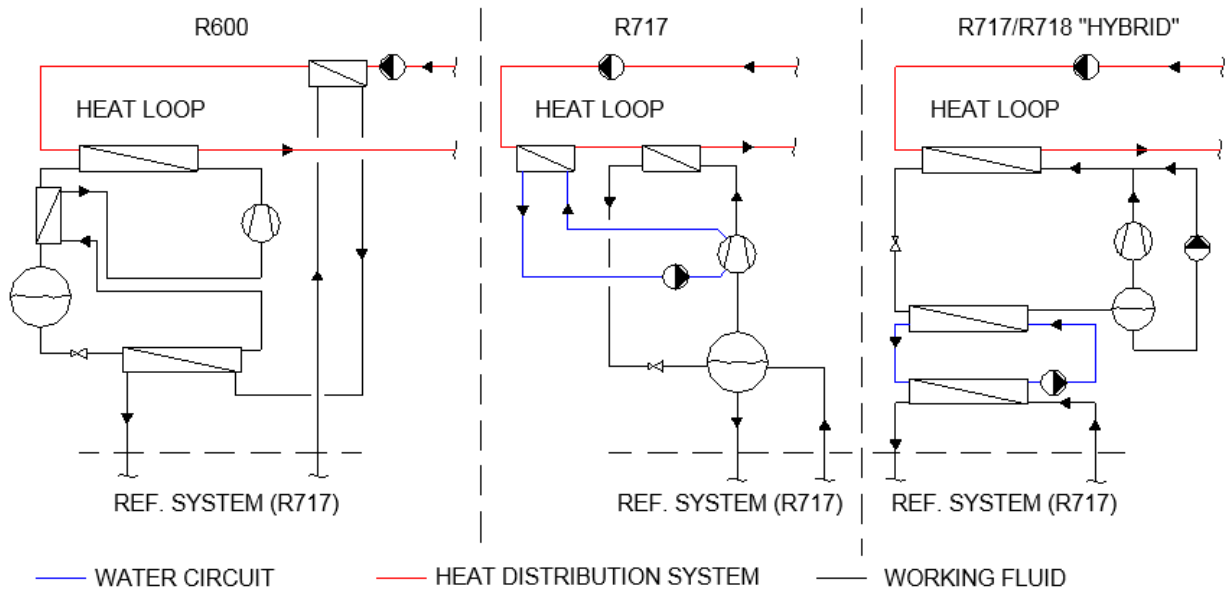 R600
R717
R717/R718 "HYBRID"
HEAT LOOP
HEAT LOOP
HEAT LOOP
REF. SYSTEM (R717)
REF. SYSTEM (R717)
REF. SYSTEM (R717)
WATER CIRCUIT
HEAT DISTRIBUTION SYSTEM
WORKING FLUID